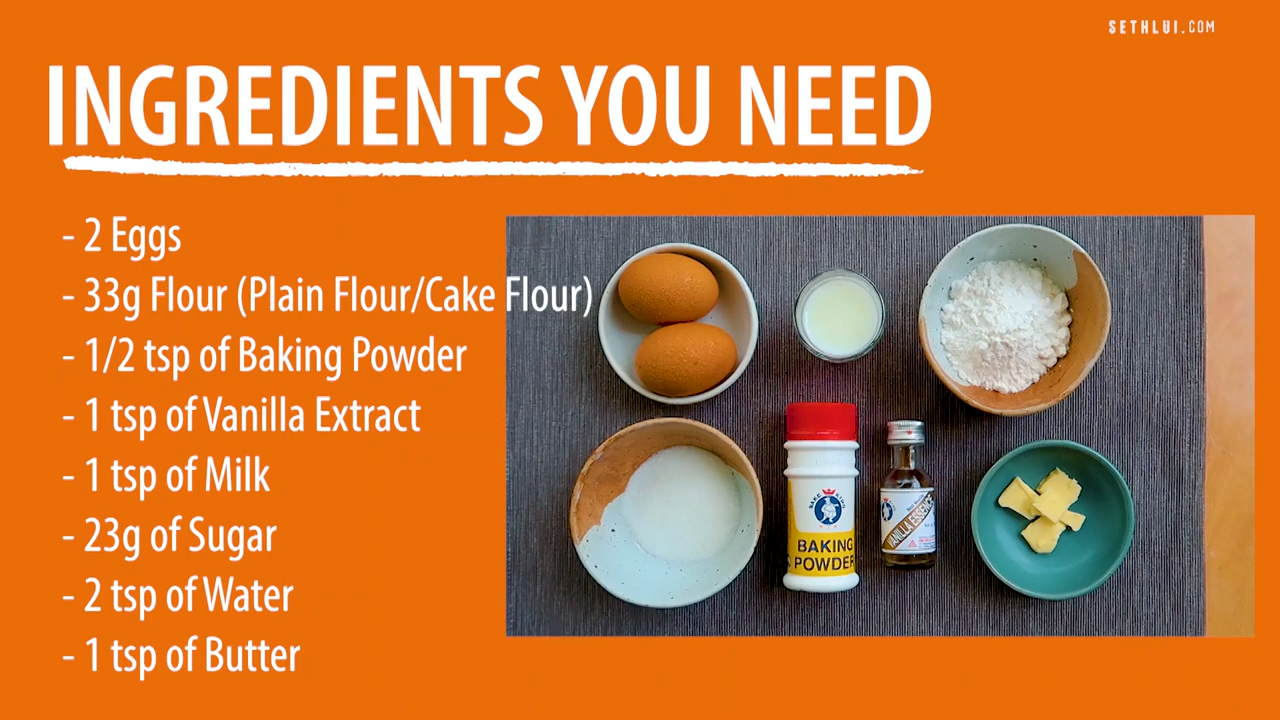 SETHLUI.COM
INGREDIENTS YOU NEED
- 2 Eggs
- 33g Flour (Plain Flour/Cake Flour)
- 1/2 tsp of Baking Powder
- 1 tsp of Vanilla Extract
- 1 tsp of Milk
- 23g of Sugar
- 2 tsp of Water
- 1 tsp of Butter
BAKE KING
BAKING
POWDER
VANILLA ESSENCE